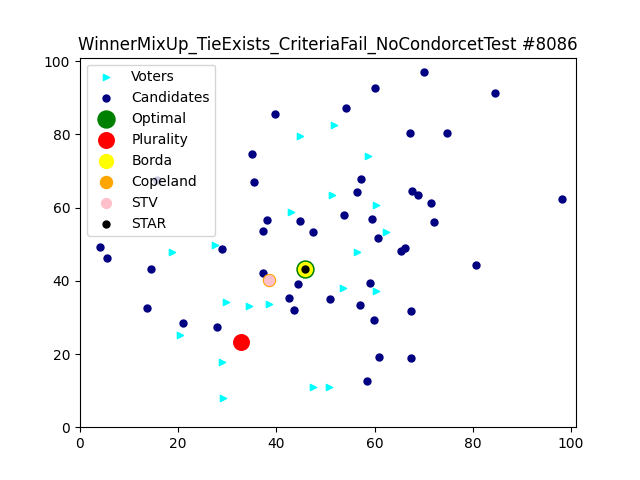 WinnerMixUp_TieExists_CriteriaFail_NoCondorcetTest #8086
100
80
60
40
20
0
Voters
Candidates
Optimal
Plurality
Borda
Copeland
STV
STAR
0 20 40 60 80 100